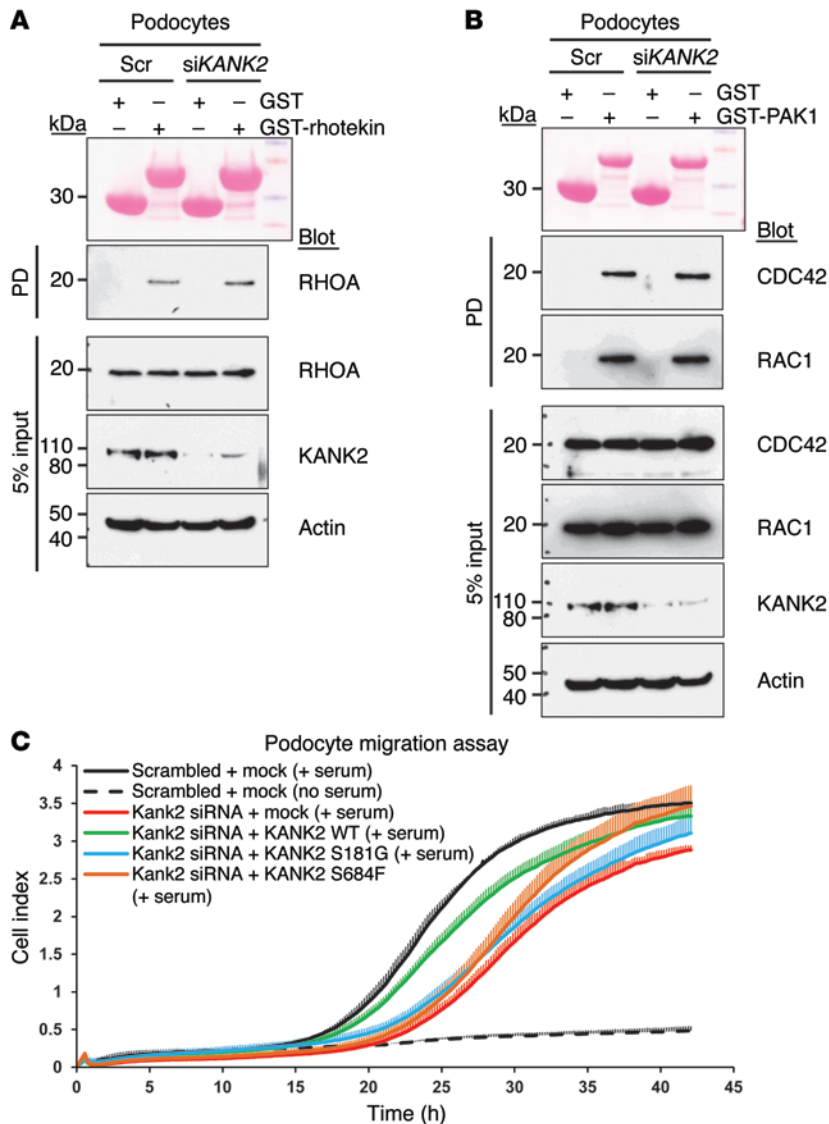 A
Podocytes
Scr siKANK2
+ – + – GST
kDa – + – + GST-rhotekin
30
Blot
PD
20 RHOA
5% input
20 RHOA
110
80
KANK2
50
40
Actin
B
Podocytes
Scr siKANK2
+ – + – GST
kDa – + – + GST-PAK1
30
Blot
PD
20 CDC42
20 RAC1
5% input
20 CDC42
20 RAC1
110
80
KANK2
50
40
Actin
C
Podocyte migration assay
Scrambled + mock (+ serum)
Scrambled + mock (no serum)
Kank2 siRNA + mock (+ serum)
Kank2 siRNA + KANK2 WT (+ serum)
Kank2 siRNA + KANK2 S181G (+ serum)
Kank2 siRNA + KANK2 S684F
(+ serum)
Cell index
4
3.5
3
2.5
2
1.5
1
0.5
0
0 5 10 15 20 25 30 35 40 45
Time (h)